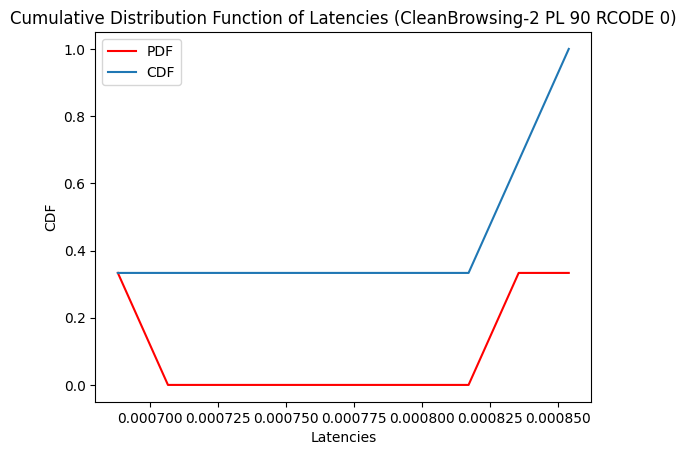 Cumulative Distribution Function of Latencies (CleanBrowsing-2 PL 90 RCODE 0)
PDF
CDF
CDF
1.0
0.8
0.6
0.4
0.2
0.0
0.000700 0.000725 0.000750 0.000775 0.000800 0.000825 0.000850
Latencies